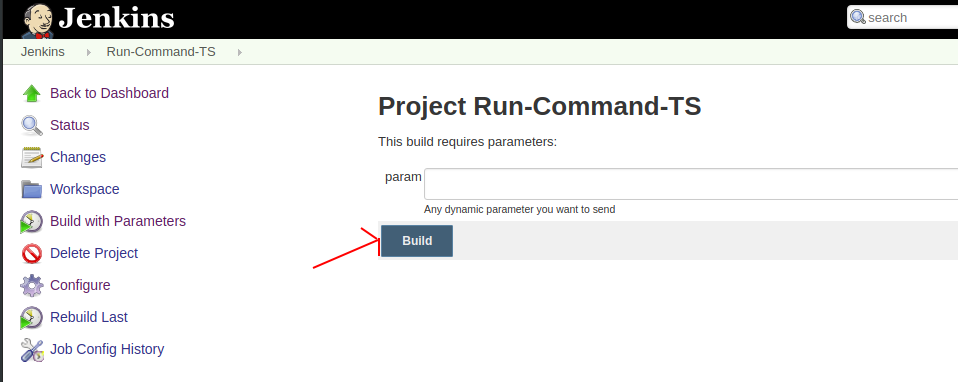 Jenkins
search
Jenkins Run-Command-TS
Back to Dashboard
Status
Changes
Workspace
Build with Parameters
Delete Project
Configure
Rebuild Last
Job Config History
Project Run-Command-TS
This build requires parameters:
param
Any dynamic parameter you want to send
Build